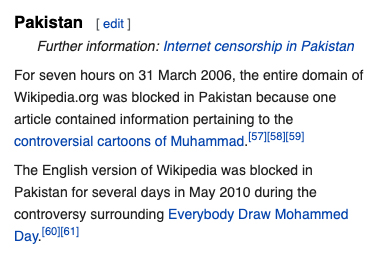 Pakistan [ edit ]
Further information: Internet censorship in Pakistan
For seven hours on 31 March 2006, the entire domain of
Wikipedia.org was blocked in Pakistan because one
article contained information pertaining to the
controversial cartoons of Muhammad.[57][58][59]
The English version of Wikipedia was blocked in
Pakistan for several days in May 2010 during the
controversy surrounding Everybody Draw Mohammed
Day.[60][61]